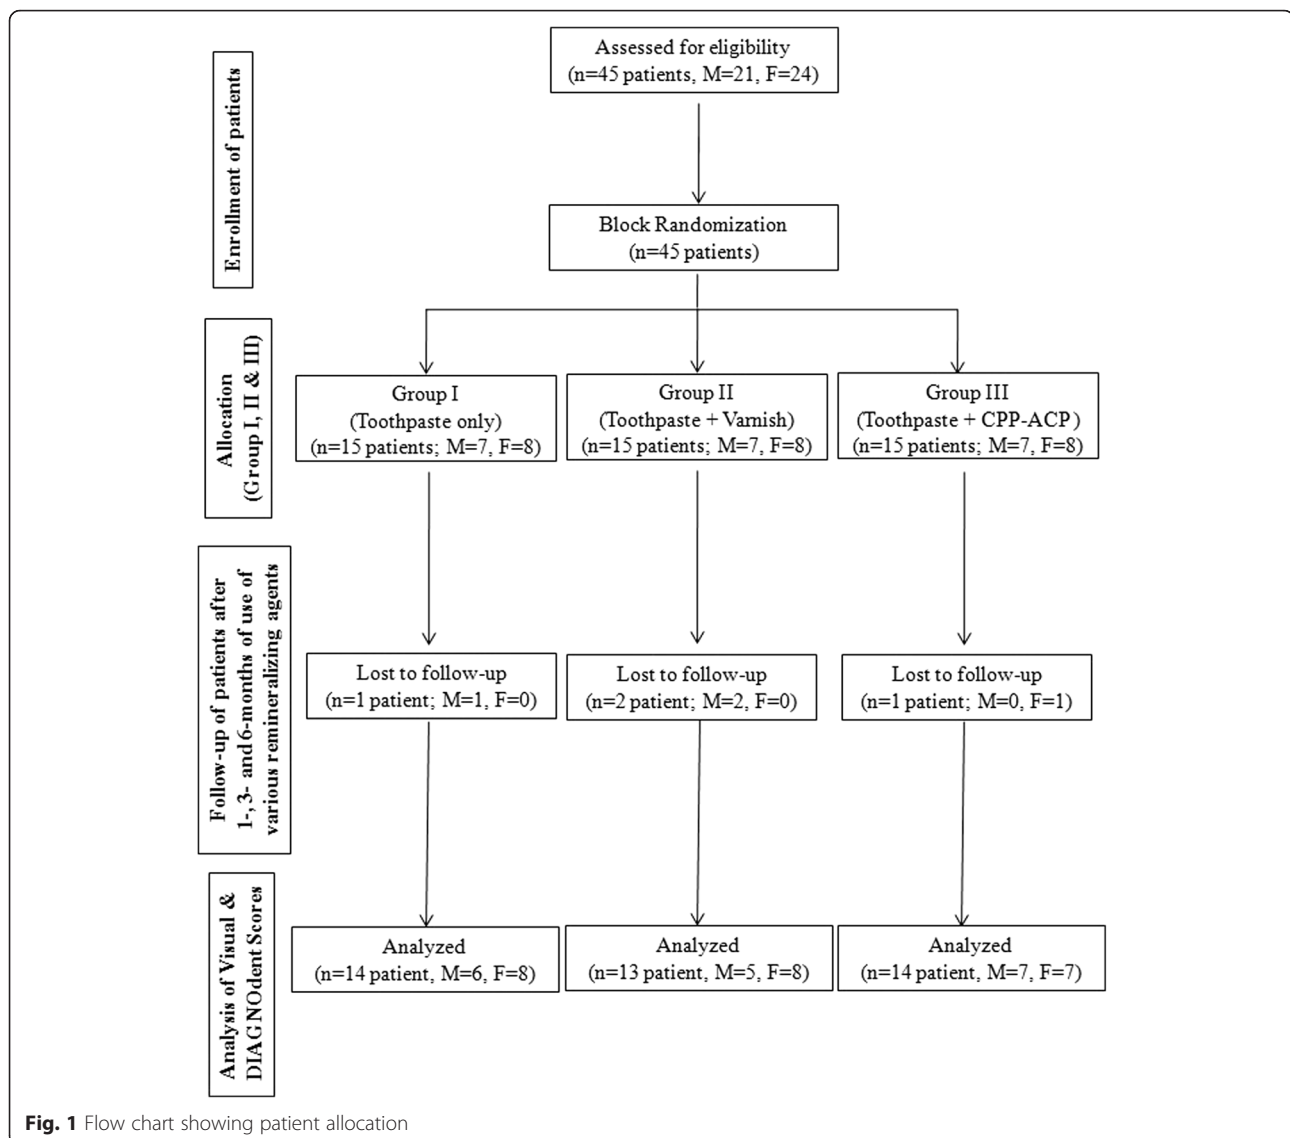 Enrollment of patients
Assessed for eligibility
(n=45 patients, M=21, F=24)
Block Randomization
(n=45 patients)
Allocation
(Group I, II & III)
Group I
(Toothpaste only)
(n=15 patients; M=7, F=8)
Group II
(Toothpaste + Varnish)
(n=15 patients; M=7, F=8)
Group III
(Toothpaste + CPP-ACP)
(n=15 patients; M=7, F=8)
Follow-up of patients after
1-, 3- and 6-months of use of
various remineralizing agents
Lost to follow-up
(n=1 patient; M=1, F=0)
Lost to follow-up
(n=2 patient; M=2, F=0)
Lost to follow-up
(n=1 patient; M=0, F=1)
Analysis of Visual &
DIAGNOdent Scores
Analyzed
(n=14 patient, M=6, F=8)
Analyzed
(n=13 patient, M=5, F=8)
Analyzed
(n=14 patient, M=7, F=7)
Fig. 1 Flow chart showing patient allocation